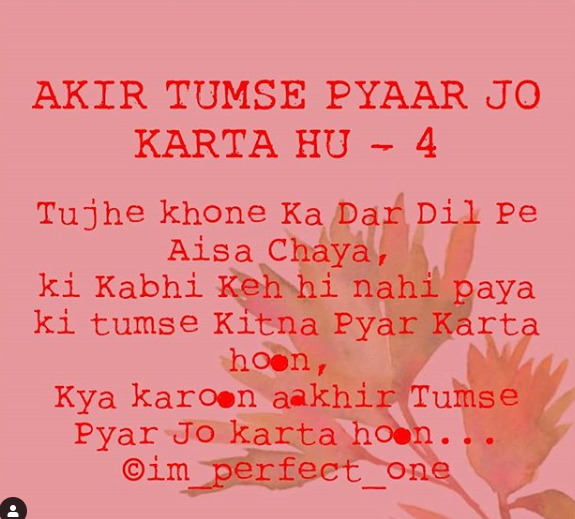 AKIR TUMSE PYAAR JO
KARTA HU - 4
Tujhe khone Ka Dar Dil Pe
Aisa Chaya,
ki Kabhi Keh hi nahi paya
ki tumse Kitna Pyar Karta
hoon,
Kya karoon aakhir Tumse
Pyar Jo karta hoon...
©im_perfect_one